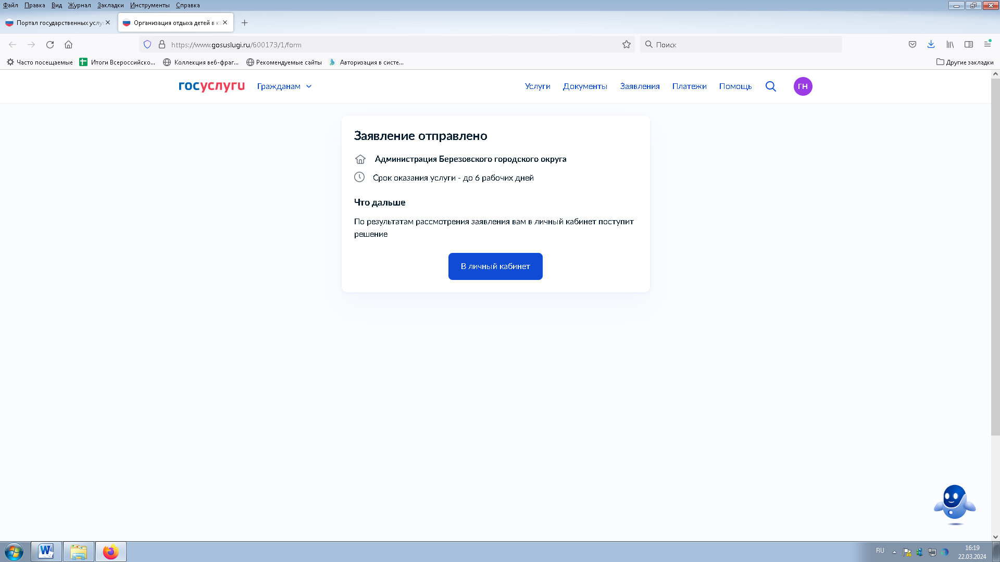 Файл Правка Вид Журнал Закладки Инструменты Справка
Портал государственных услу
Организация отдыха детей в к
https://www.gosuslugi.ru/600173/1/form
Поиск
Часто посещаемые Итоги Всероссийско... Коллекция веб-фраг... Рекомендуемые сайты Авторизация в систе... Другие закладки
госуслуги Гражданам Услуги Документы Заявления Платежи Помощь ГН
Заявление отправлено
Администрация Березовского городского округа
Срок оказания услуги - до 6 рабочих дней
Что дальше
По результатам рассмотрения заявления вам в личный кабинет поступит
решение
В личный кабинет
RU
16:19
22.03.2024